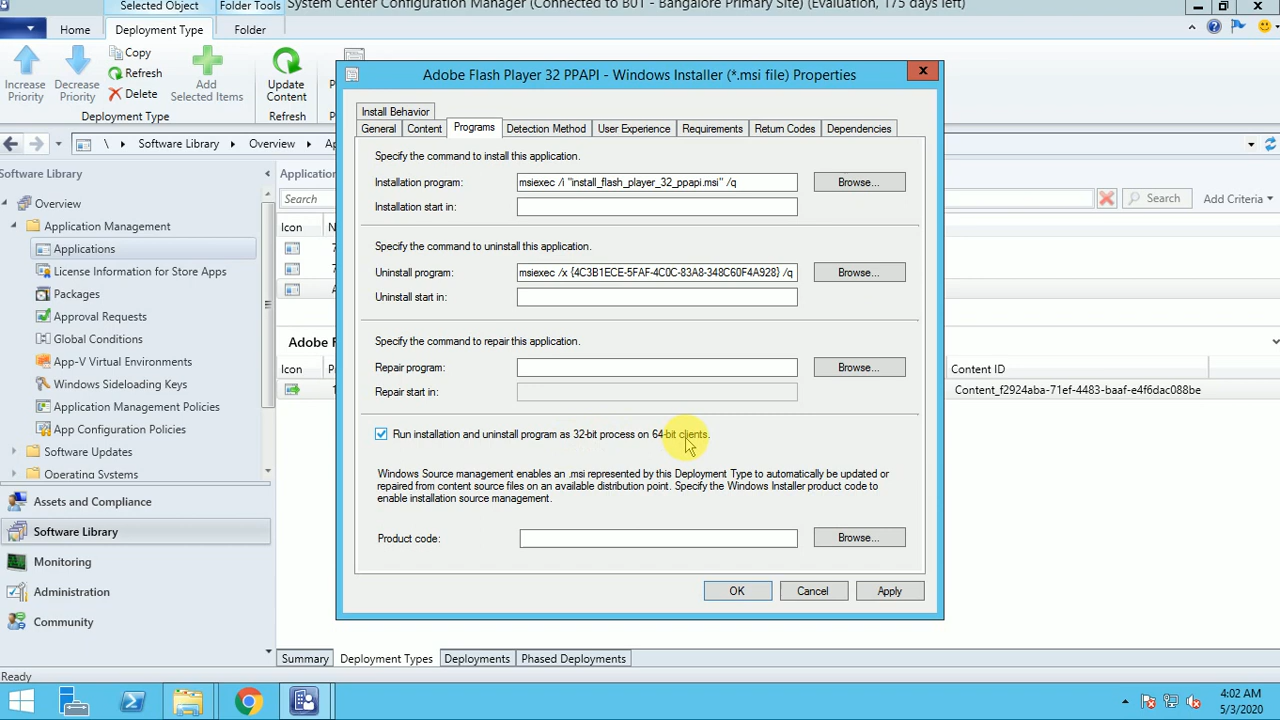 Selected Object
Folder Tools
System Center Configuration Manager (Connected to B01 - Bangalore Primary Site) (Evaluation, 175 days left)
Home
Deployment Type
Folder
Increase Priority
Decrease Priority
Copy
Refresh
Delete
Add Selected Items
Update Content
Deployment Type
Refresh
\ Software Library
Overview
Software Library
Overview
Application Management
Applications
License Information for Store Apps
Packages
Approval Requests
Global Conditions
App-V Virtual Environments
Windows Sideloading Keys
Application Management Policies
App Configuration Policies
Software Updates
Operating Systems
Assets and Compliance
Software Library
Monitoring
Administration
Community
Ready
Search
Icon
Adobe F
Icon
Search
Add Criteria
Content ID
Content_f2924aba-71ef-4483-baaf-e4f6dac088be
Adobe Flash Player 32 PPAPI - Windows Installer (*.msi file) Properties
Install Behavior
General
Content
Programs
Detection Method
User Experience
Requirements
Return Codes
Dependencies
Specify the command to install this application.
Installation program:
msiexec /i "install_flash_player_32_ppapi.msi" /q
Browse...
Installation start in:
Specify the command to uninstall this application.
Uninstall program:
msiexec /x {4C3B1ECE-5FAF-4C0C-83A8-348C60F4A928} /q
Browse...
Uninstall start in:
Specify the command to repair this application.
Repair program:
Browse...
Repair start in:
Run installation and uninstall program as 32-bit process on 64-bit clients.
Windows Source management enables an .msi represented by this Deployment Type to automatically be updated or
repaired from content source files on an available distribution point. Specify the Windows Installer product code to
enable installation source management.
Product code:
Browse...
OK
Cancel
Apply
Summary
Deployment Types
Deployments
Phased Deployments
4:02 AM
5/3/2020